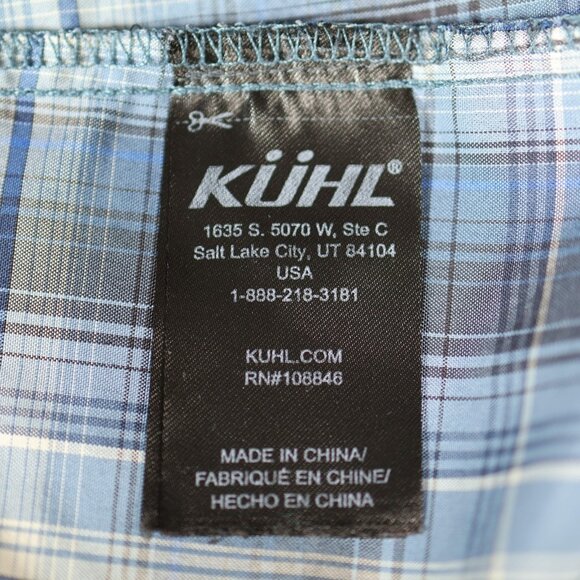 KÜHL®
1635 S. 5070 W, Ste C
Salt Lake City, UT 84104
USA
1-888-218-3181
KUHL.COM
RN#108846
MADE IN CHINA/
FABRIQUÉ EN CHINE/
HECHO EN CHINA